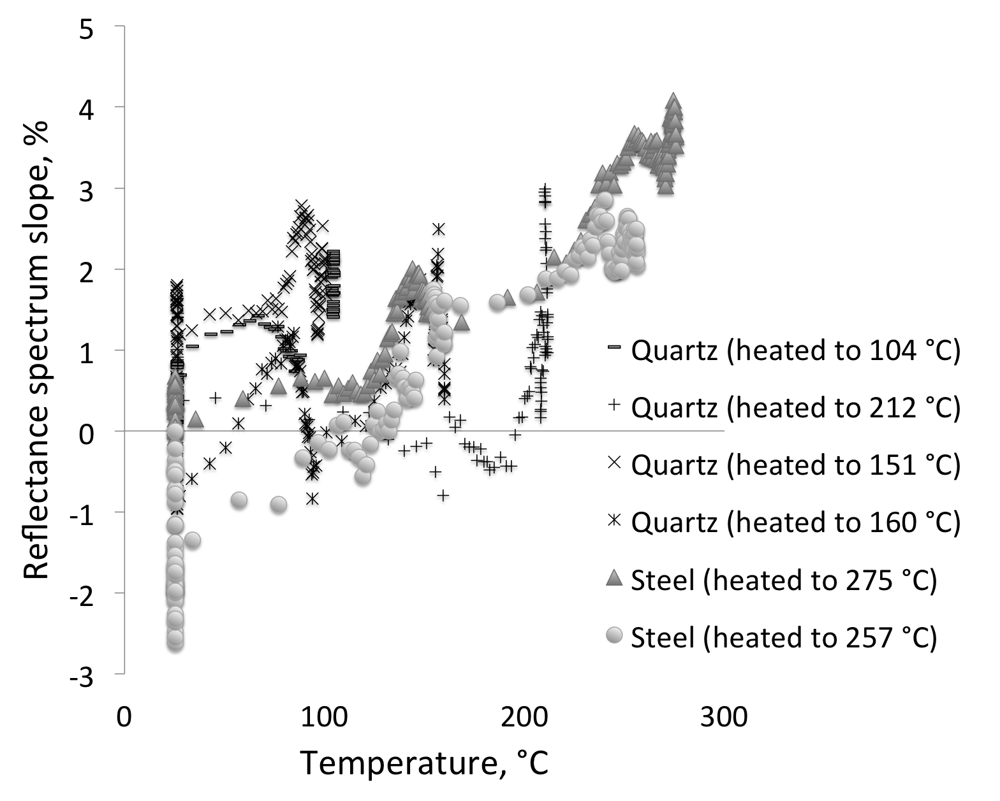 Reflectance spectrum slope, %
5
4
3
2
1
0
-1
-2
-3
0 100 200 300
Temperature, °C
Quartz (heated to 104 °C)
Quartz (heated to 212 °C)
Quartz (heated to 151 °C)
Quartz (heated to 160 °C)
Steel (heated to 275 °C)
Steel (heated to 257 °C)